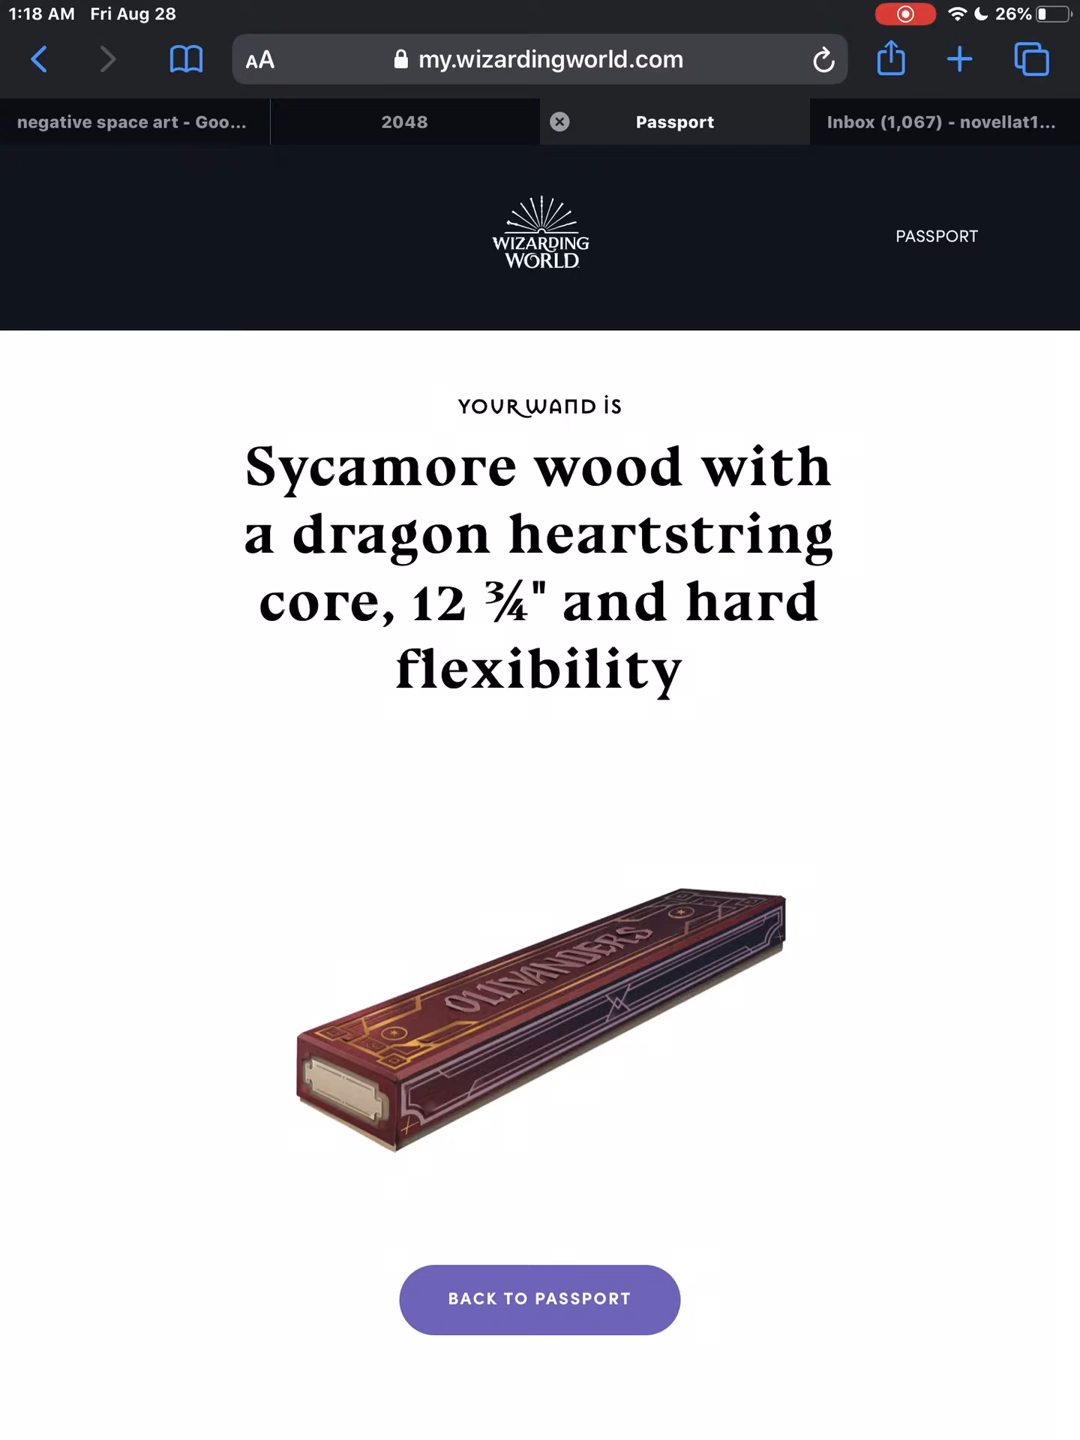 1:18 AM Fri Aug 28
26%
AA
my.wizardingworld.com
negative space art - Goo...
2048
Passport
Inbox (1,067) - novellat1...
WIZARDING
WORLD
PASSPORT
YOUR WAND IS
Sycamore wood with
a dragon heartstring
core, 12 ¾" and hard
flexibility
OLLIVANDERS
BACK TO PASSPORT